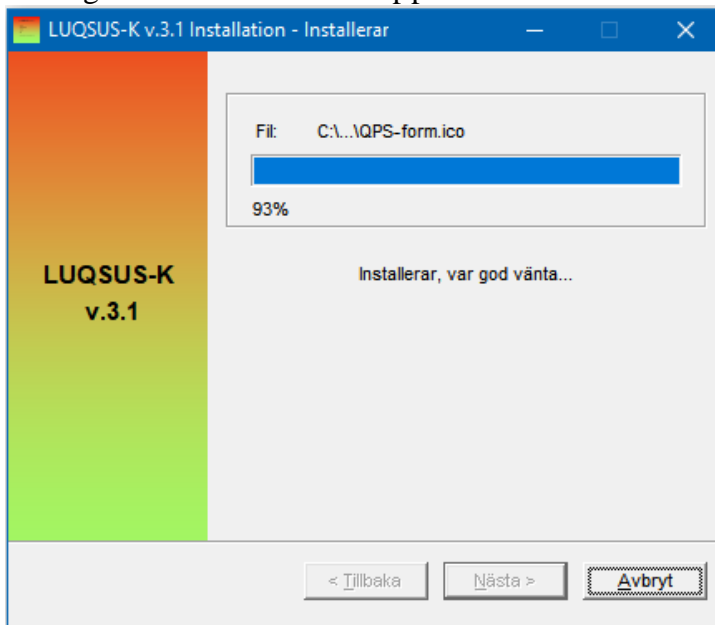 LUQSUS-K v.3.1 Installation - Installerar
Fil: C:\...\QPS-form.ico
93%
Installerar, var god vänta...
LUQSUS-K
v.3.1
< Tillbaka
Nästa >
Avbryt